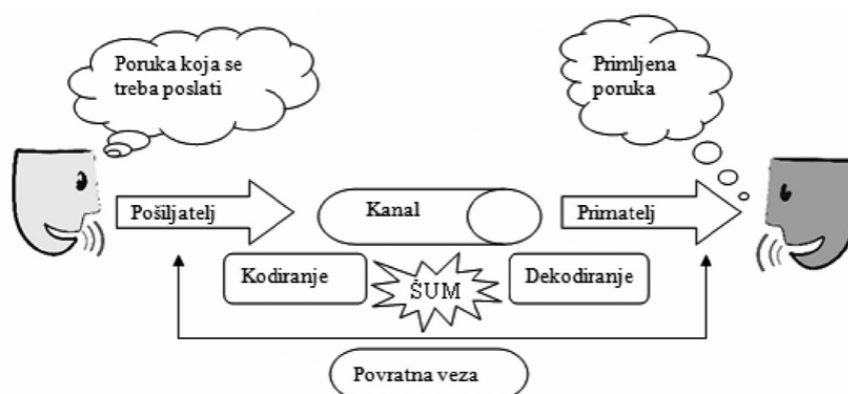 Poruka koja se
treba poslati
Primljena
poruka
Pošiljatelj
Kanal
Primatelj
Kodiranje
ŠUM
Dekodiranje
Povratna veza